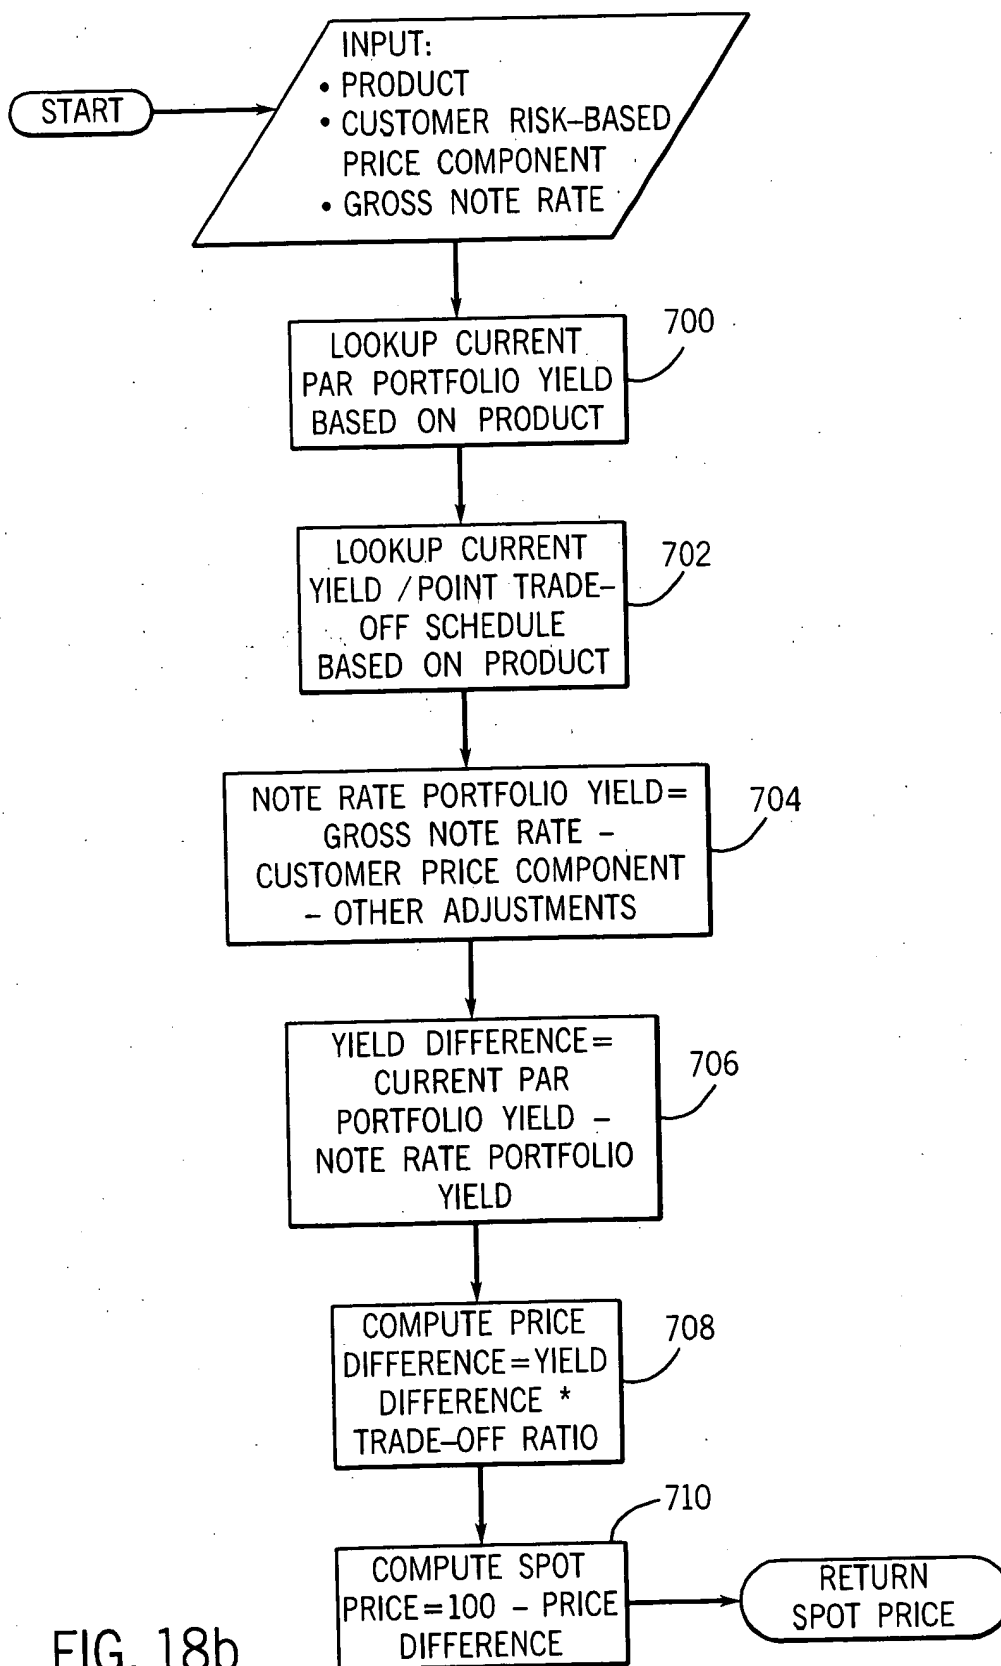 START
INPUT:
• PRODUCT
• CUSTOMER RISK-BASED
PRICE COMPONENT
• GROSS NOTE RATE
700
LOOKUP CURRENT
PAR PORTFOLIO YIELD
BASED ON PRODUCT
702
LOOKUP CURRENT
YIELD / POINT TRADE-
OFF SCHEDULE
BASED ON PRODUCT
704
NOTE RATE PORTFOLIO YIELD=
GROSS NOTE RATE -
CUSTOMER PRICE COMPONENT
- OTHER ADJUSTMENTS
706
YIELD DIFFERENCE=
CURRENT PAR
PORTFOLIO YIELD -
NOTE RATE PORTFOLIO
YIELD
708
COMPUTE PRICE
DIFFERENCE=YIELD
DIFFERENCE *
TRADE-OFF RATIO
710
COMPUTE SPOT
PRICE=100 - PRICE
DIFFERENCE
RETURN
SPOT PRICE
FIG. 18b